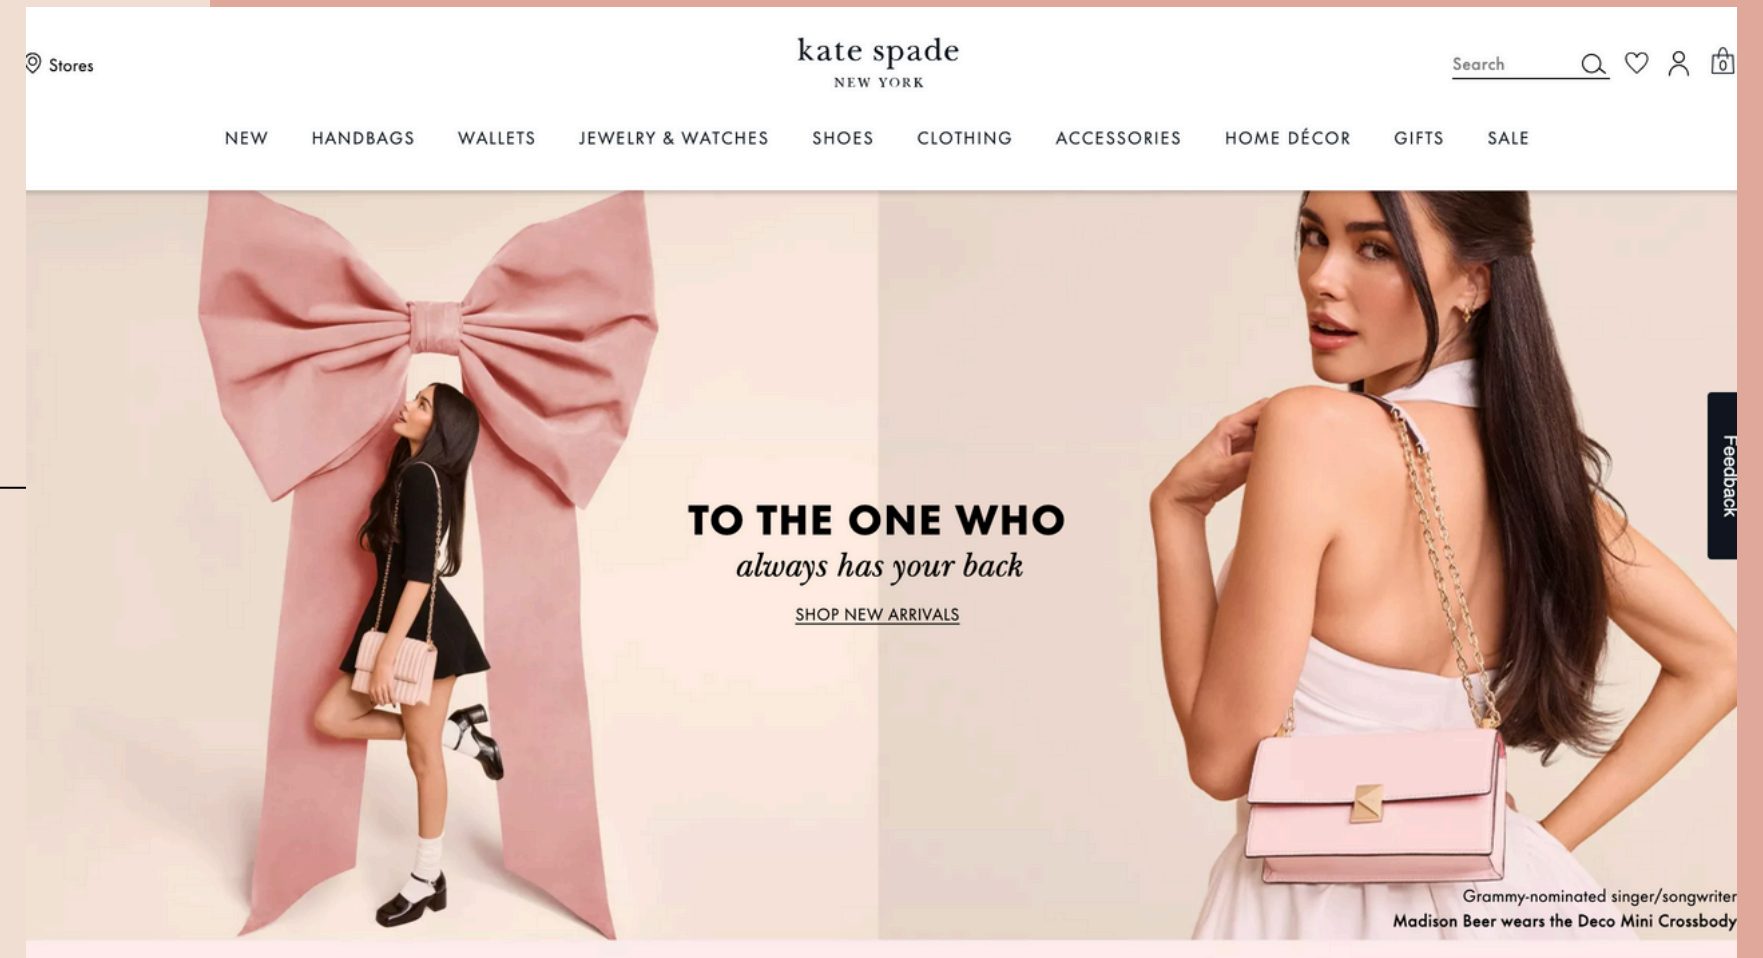 Stores
kate spade
NEW YORK
Search
0
NEW HANDBAGS WALLETS JEWELRY & WATCHES SHOES CLOTHING ACCESSORIES HOME DÉCOR GIFTS SALE
TO THE ONE WHO
always has your back
SHOP NEW ARRIVALS
Feedback
Grammy-nominated singer/songwriter
Madison Beer wears the Deco Mini Crossbody